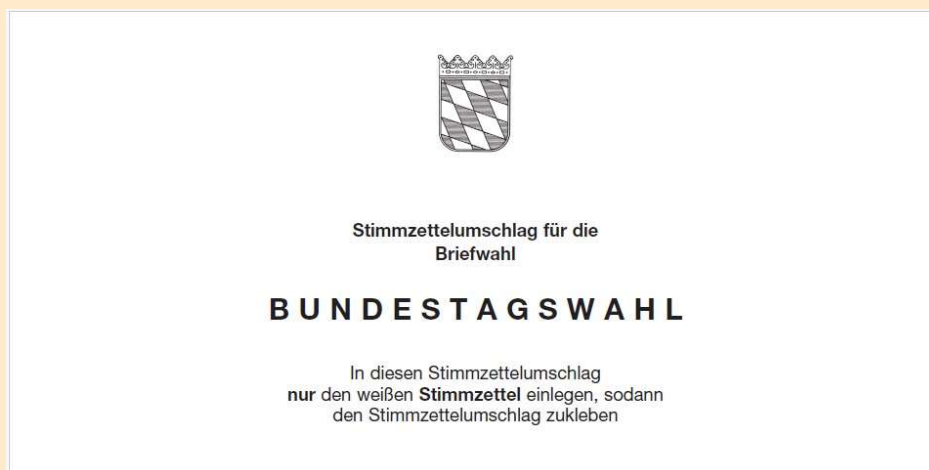 Stimmzettelumschlag für die
Briefwahl
BUNDESTAGSWAHL
In diesen Stimmzettelumschlag
nur den weißen Stimmzettel einlegen, sodann
den Stimmzettelumschlag zukleben